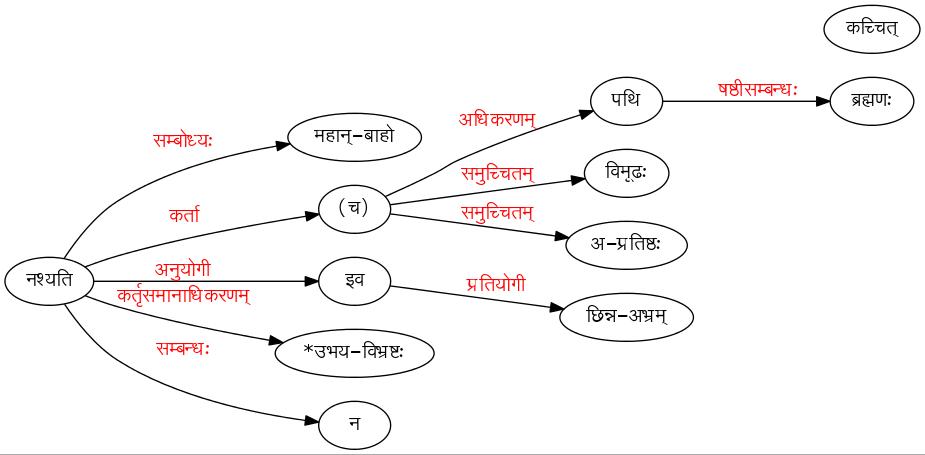 कच्चित्
षष्ठीसम्बन्धः
पथि
ब्रह्मणः
अधिकरणम्
महान्-बाहो
सम्बोध्यः
समुच्चितम्
विमूढः
कर्ता
(च)
समुच्चितम्
अ-प्रतिष्ठः
अनुयोगी
नश्यति
इव
प्रतियोगी
कर्तृसमानाधिकरणम्
छिन्न-अभ्रम्
सम्बन्धः
*उभय-विभ्रष्टः
न